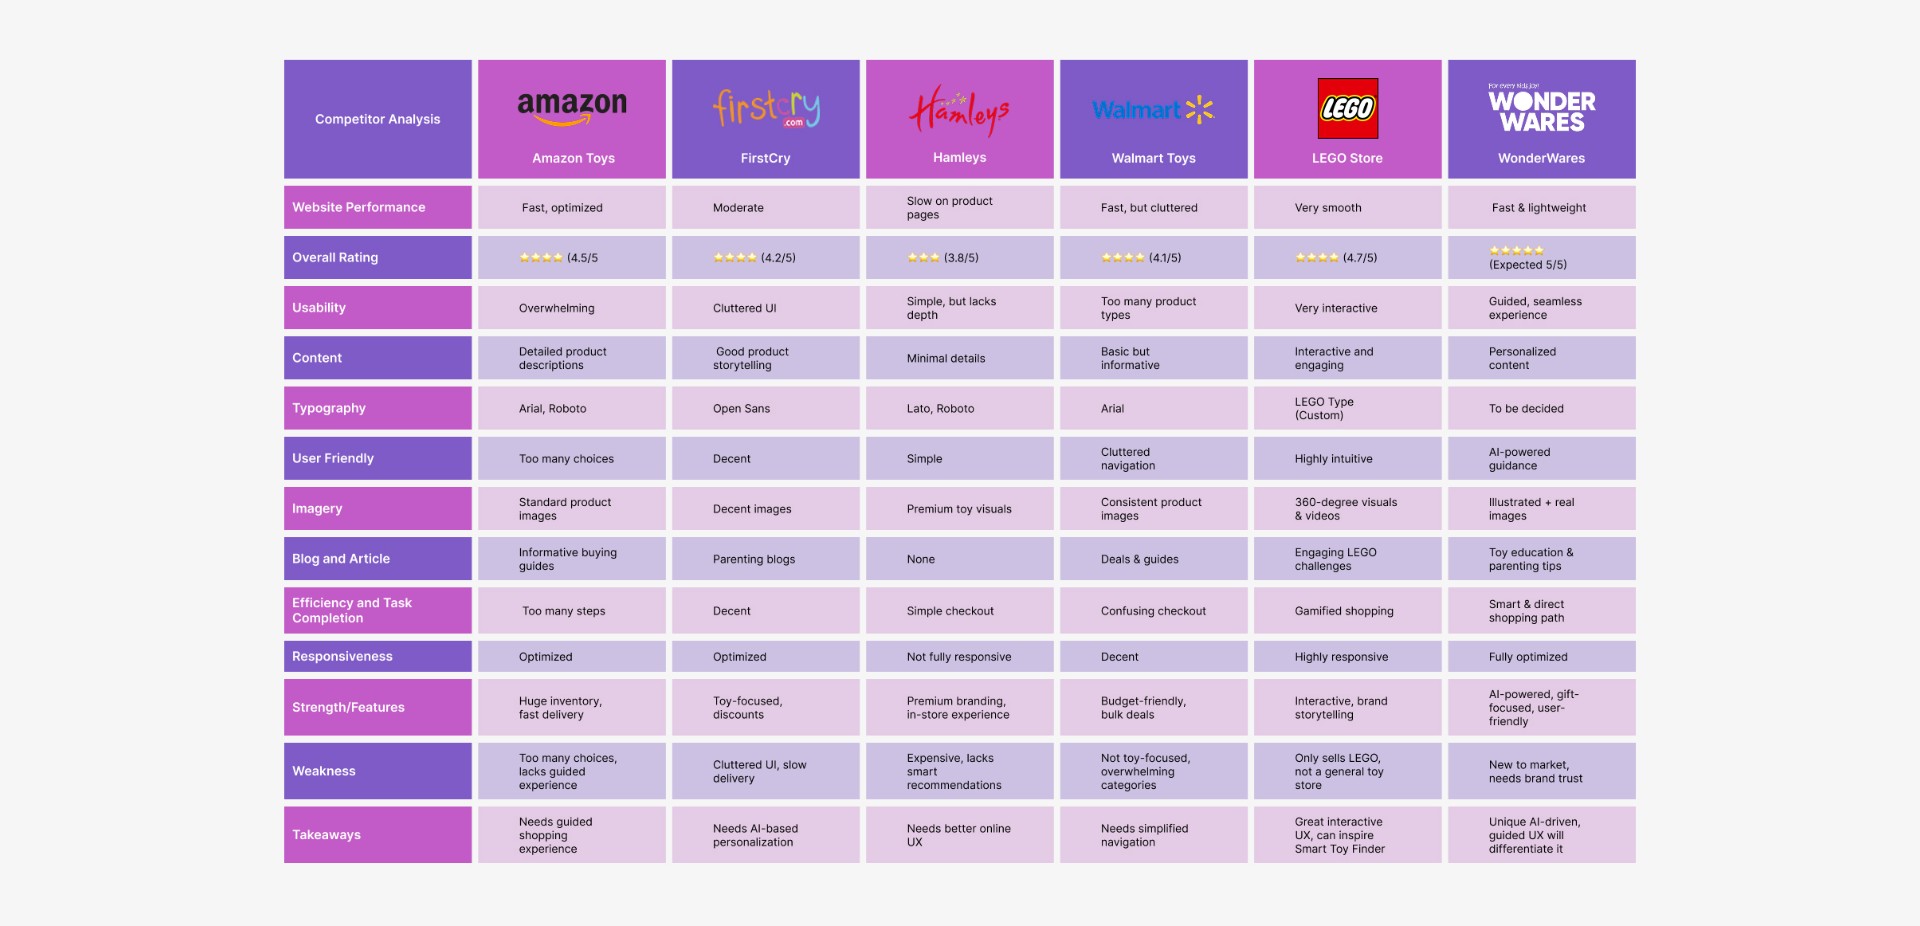 Competitor Analysis
amazon
Amazon Toys
firstcry
.com
FirstCry
Hamleys
Hamleys
Walmart
Walmart Toys
LEGO
LEGO Store
For every kids joy!
WONDER
WARES
WonderWares
Website Performance
Fast, optimized
Moderate
Slow on product
pages
Fast, but cluttered
Very smooth
Fast & lightweight
Overall Rating
⭐⭐⭐⭐ (4.5/5
⭐⭐⭐⭐ (4.2/5)
⭐⭐⭐ (3.8/5)
⭐⭐⭐⭐ (4.1/5)
⭐⭐⭐⭐ (4.7/5)
⭐⭐⭐⭐⭐
(Expected 5/5)
Usability
Overwhelming
Cluttered UI
Simple, but lacks
depth
Too many product
types
Very interactive
Guided, seamless
experience
Content
Detailed product
descriptions
Good product
storytelling
Minimal details
Basic but
informative
Interactive and
engaging
Personalized
content
Typography
Arial, Roboto
Open Sans
Lato, Roboto
Arial
LEGO Type
(Custom)
To be decided
User Friendly
Too many choices
Decent
Simple
Cluttered
navigation
Highly intuitive
AI-powered
guidance
Imagery
Standard product
images
Decent images
Premium toy visuals
Consistent product
images
360-degree visuals
& videos
Illustrated + real
images
Blog and Article
Informative buying
guides
Parenting blogs
None
Deals & guides
Engaging LEGO
challenges
Toy education &
parenting tips
Efficiency and Task
Completion
Too many steps
Decent
Simple checkout
Confusing checkout
Gamified shopping
Smart & direct
shopping path
Responsiveness
Optimized
Optimized
Not fully responsive
Decent
Highly responsive
Fully optimized
Strength/Features
Huge inventory,
fast delivery
Toy-focused,
discounts
Premium branding,
in-store experience
Budget-friendly,
bulk deals
Interactive, brand
storytelling
AI-powered, gift-
focused, user-
friendly
Weakness
Too many choices,
lacks guided
experience
Cluttered UI, slow
delivery
Expensive, lacks
smart
recommendations
Not toy-focused,
overwhelming
categories
Only sells LEGO,
not a general toy
store
New to market,
needs brand trust
Takeaways
Needs guided
shopping
experience
Needs AI-based
personalization
Needs better online
UX
Needs simplified
navigation
Great interactive
UX, can inspire
Smart Toy Finder
Unique AI-driven,
guided UX will
differentiate it